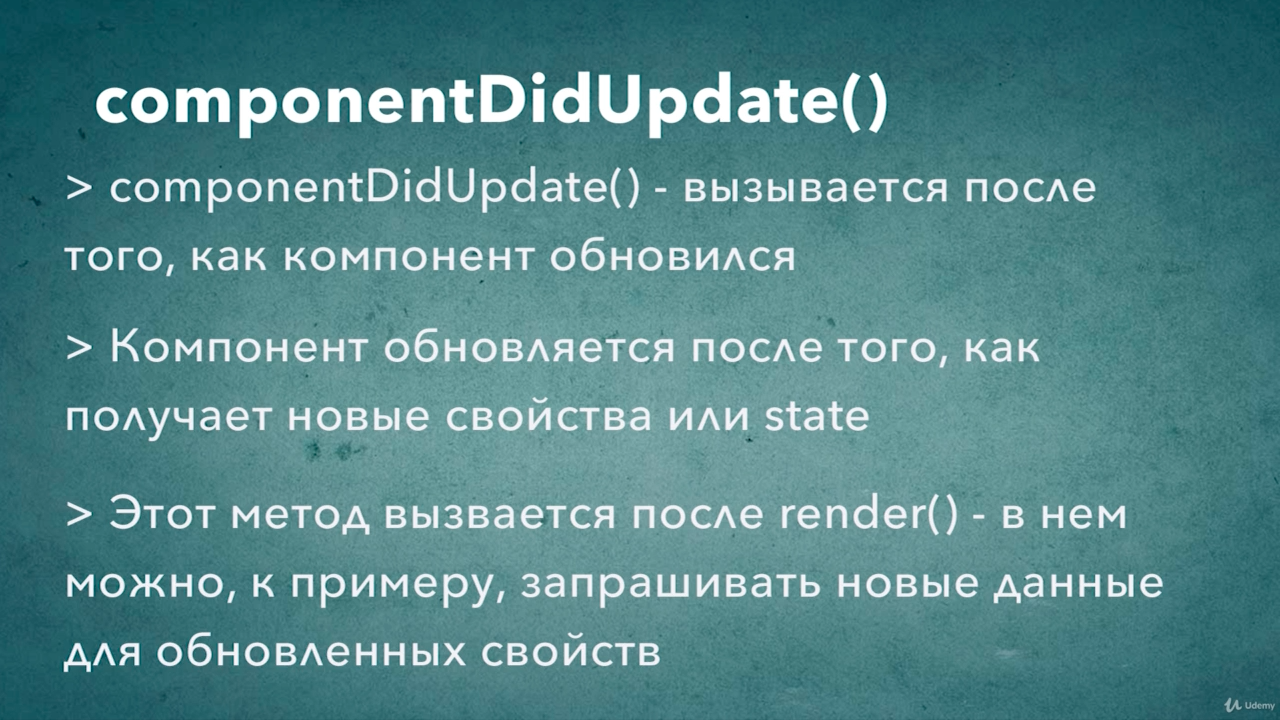 componentDidUpdate()
> componentDidUpdate() - вызывается после
того, как компонент обновился
> Компонент обновляется после того, как
получает новые свойства или state
> Этот метод вызвается после render() - в нем
можно, к примеру, запрашивать новые данные
для обновленных свойств
Udemy